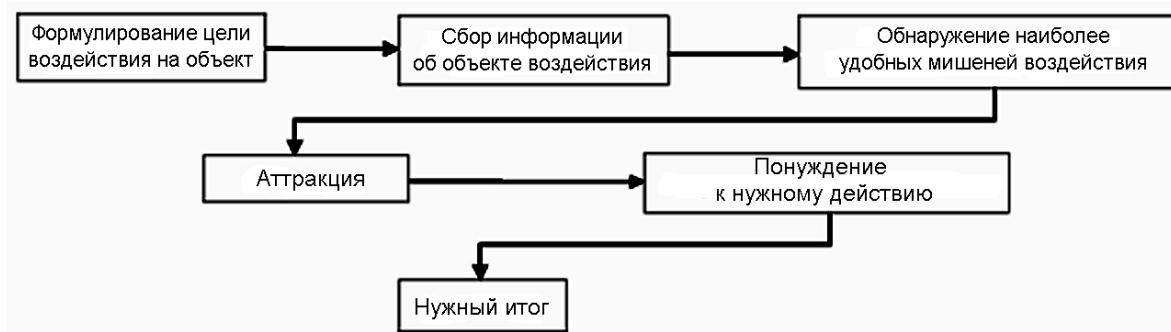 Формулирование цели
воздействия на объект
Сбор информации
об объекте воздействия
Обнаружение наиболее
удобных мишеней воздействия
Аттракция
Понуждение
к нужному действию
Нужный итог